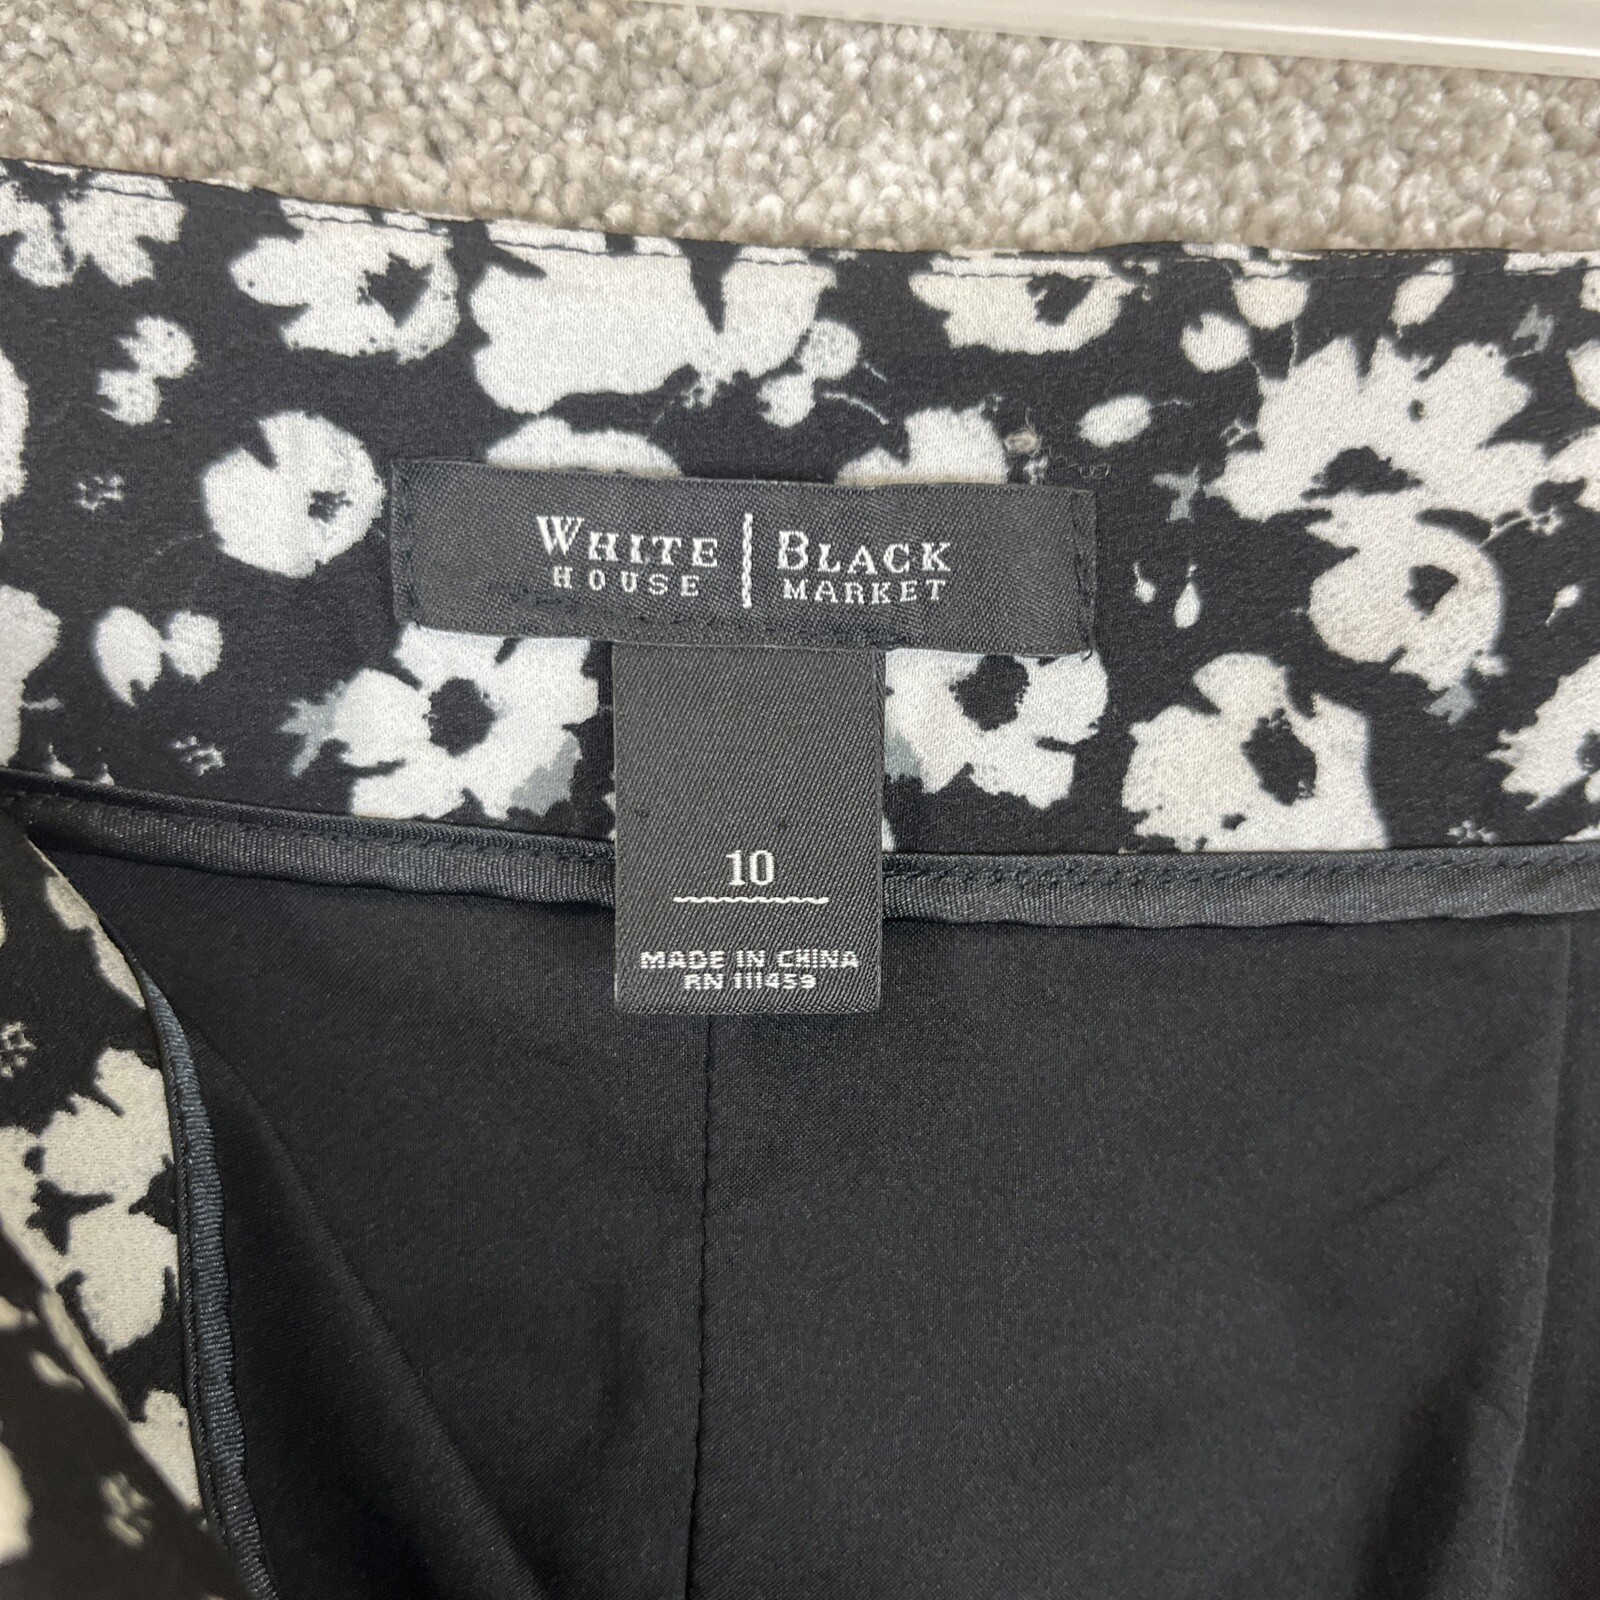 WHITE | BLACK
HOUSE | MARKET
10
MADE IN CHINA
RN 111459